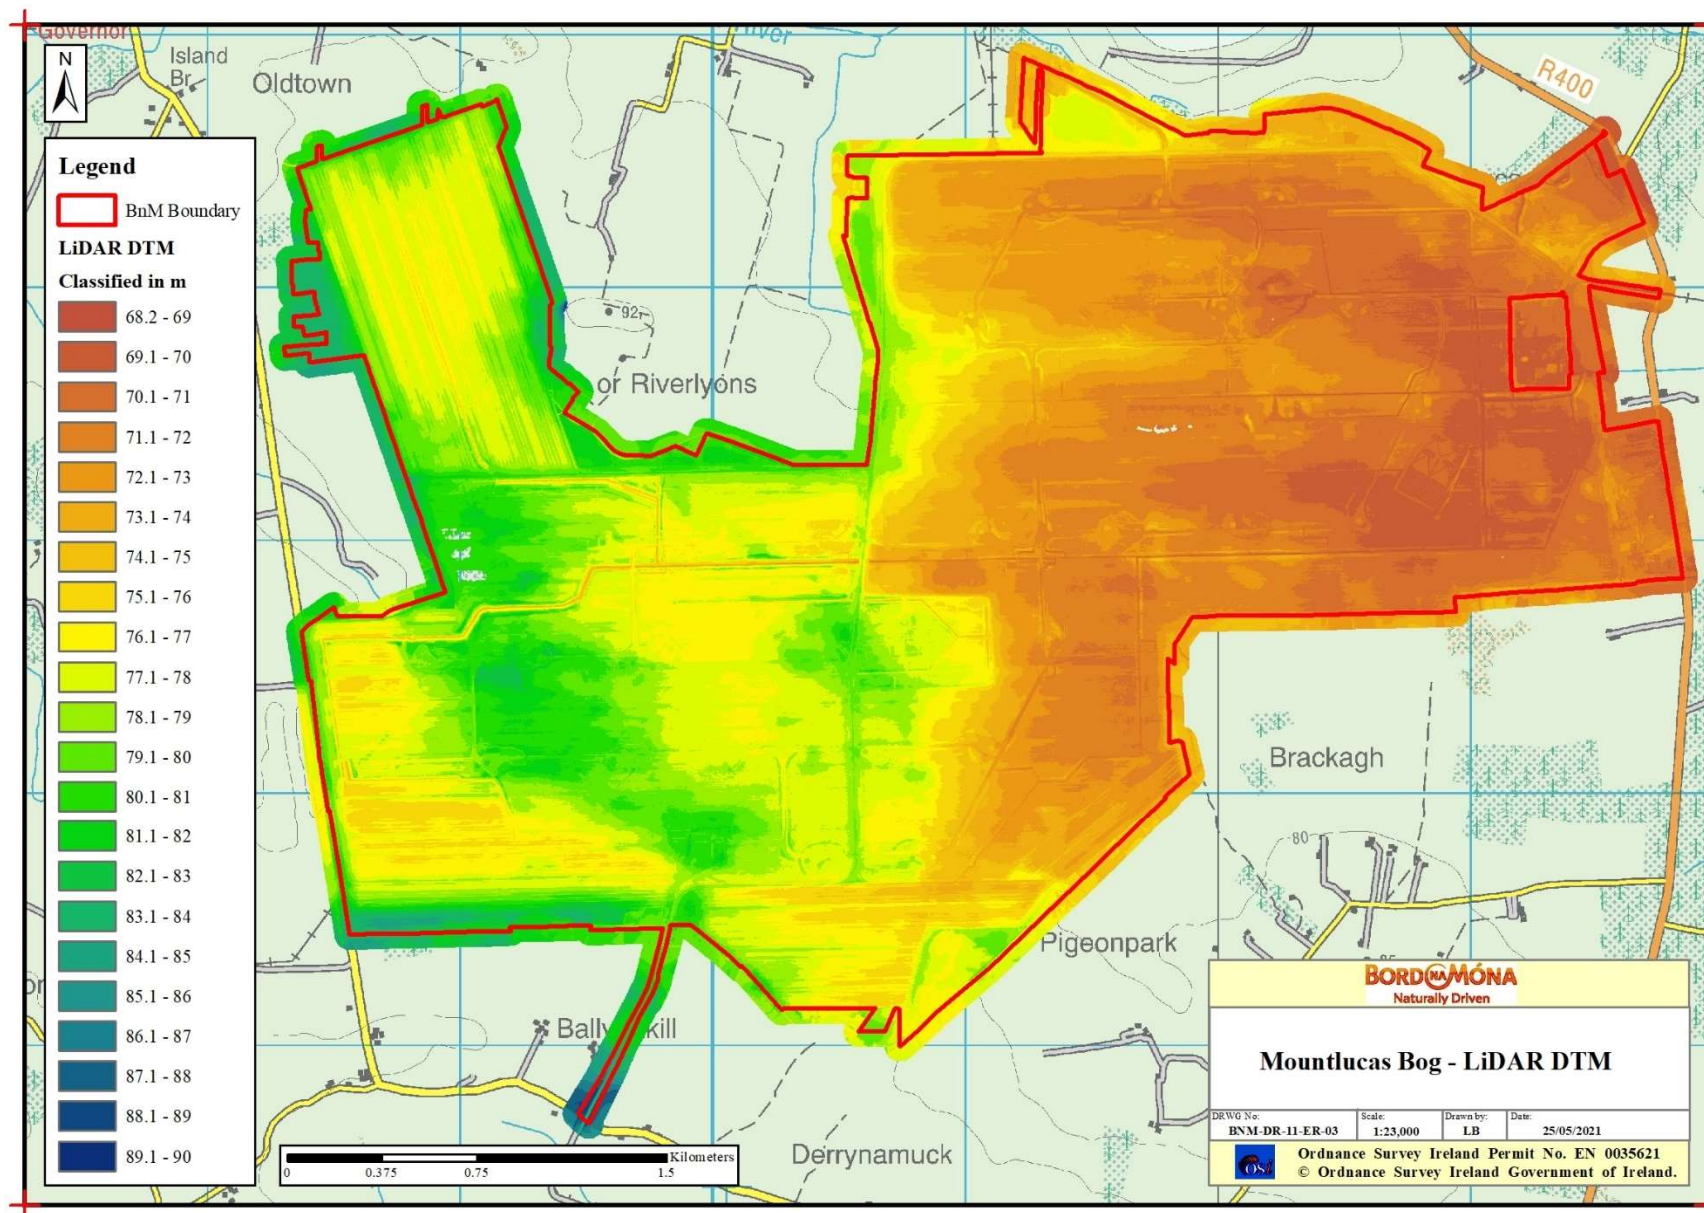 Governor
Island
Br
Oldtown
River
R400
N
Legend
BnM Boundary
LiDAR DTM
Classified in m
68.2 - 69
69.1 - 70
70.1 - 71
71.1 - 72
72.1 - 73
73.1 - 74
74.1 - 75
75.1 - 76
76.1 - 77
77.1 - 78
78.1 - 79
79.1 - 80
80.1 - 81
81.1 - 82
82.1 - 83
83.1 - 84
84.1 - 85
85.1 - 86
86.1 - 87
87.1 - 88
88.1 - 89
89.1 - 90
92
or Riverlyons
Brackagh
80
Pigeonpark
Derrynamuck
Kilometers
0 0.375 0.75 1.5
BORD NA MÓNA
Naturally Driven
Mountlucas Bog - LiDAR DTM
DRWG No: Scale: Drawn by: Date:
BNM-DR-11-ER-03 1:23,000 LB 25/05/2021
OSi
Ordnance Survey Ireland Permit No. EN 0035621
© Ordnance Survey Ireland Government of Ireland.